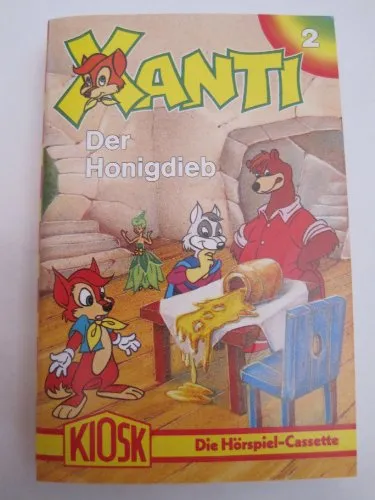 XANTI
2
Der
Honigdieb
KIOSK
Die Hörspiel-Cassette